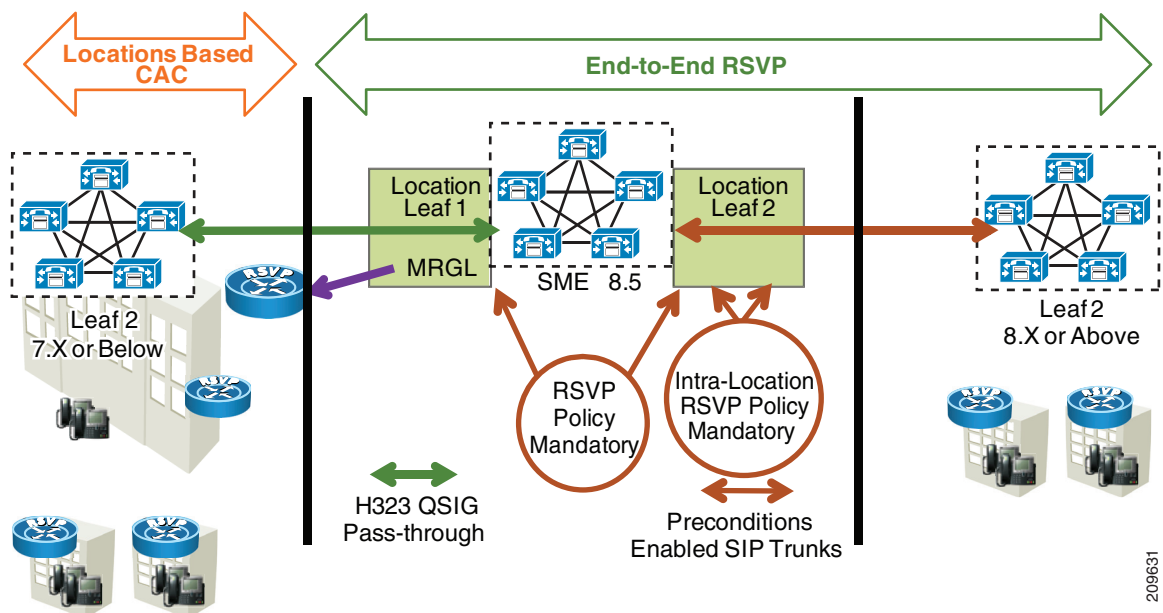 Locations Based
CAC
End-to-End RSVP
Location
Leaf 1
MRGL
SME 8.5
Location
Leaf 2
RSVP
Leaf 2
7.X or Below
RSVP
Leaf 2
8.X or Above
RSVP
Policy
Mandatory
Intra-Location
RSVP Policy
Mandatory
RSVP
RSVP
H323 QSIG
Pass-through
Preconditions
Enabled SIP Trunks
RSVP
RSVP
209631